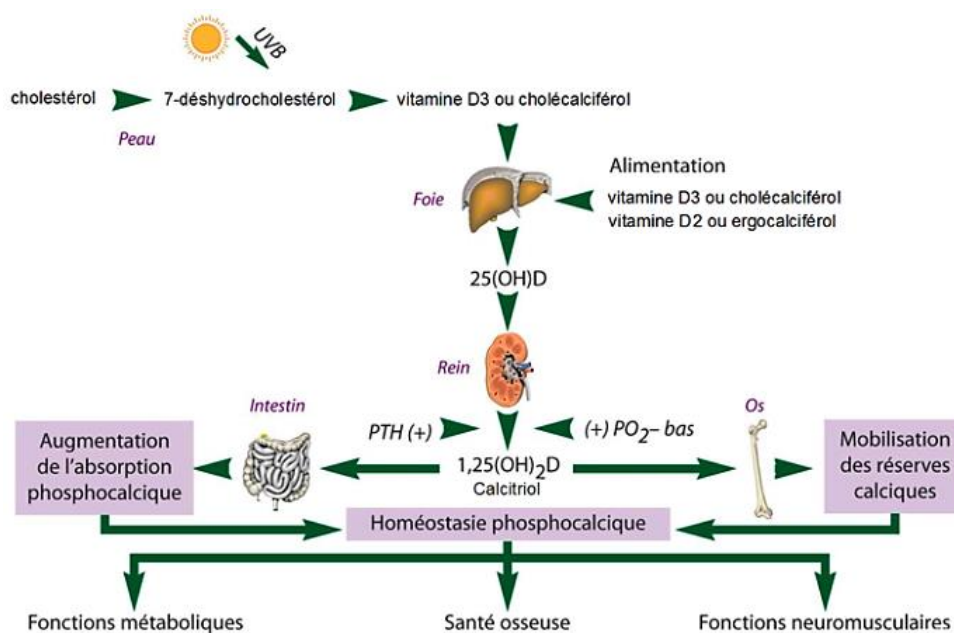 UVB
cholestérol
7-déshydrocholestérol
vitamine D3 ou cholécalciférol
Peau
Alimentation
Foie
vitamine D3 ou cholécalciférol
vitamine D2 ou ergocalciférol
25(OH)D
Rein
Intestin
Os
PTH (+)
(+) PO₂– bas
Augmentation
de l'absorption
phosphocalcique
1,25(OH)₂D
Calcitriol
Mobilisation
des réserves
calciques
Homéostasie phosphocalcique
Fonctions métaboliques
Santé osseuse
Fonctions neuromusculaires